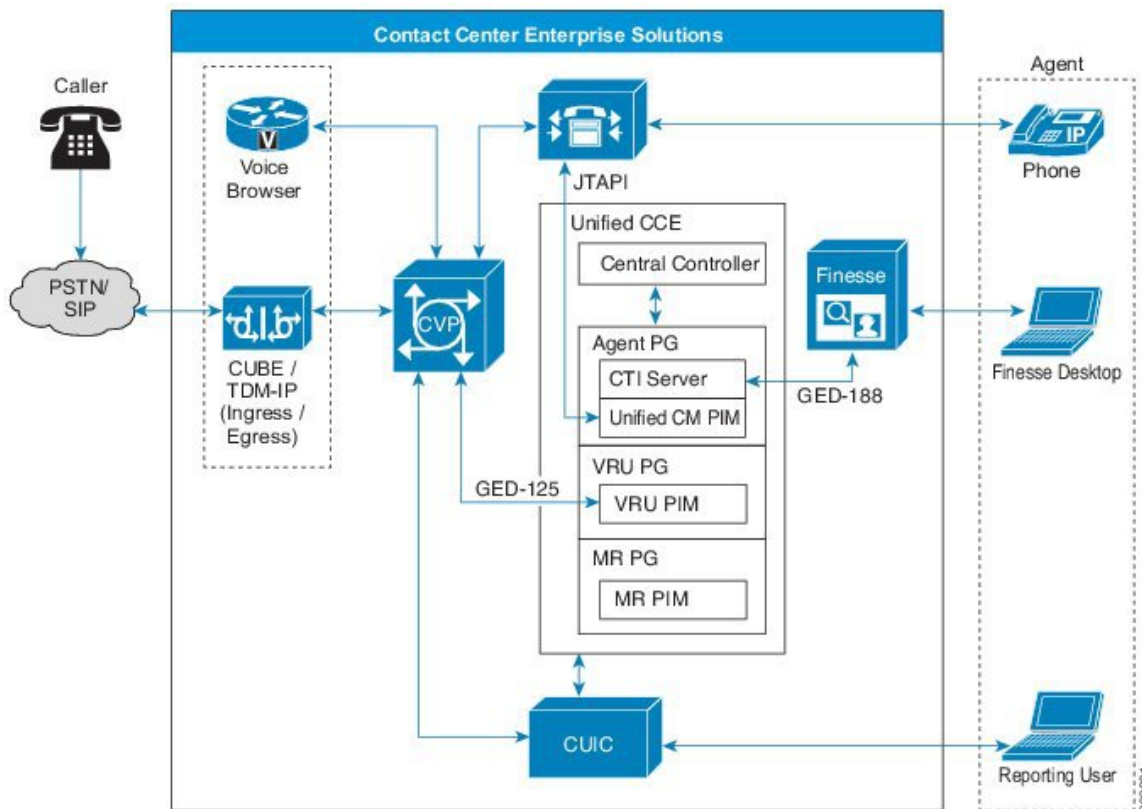 Contact Center Enterprise Solutions
Caller
PSTN/
SIP
V
Voice
Browser
CUBE /
TDM-IP
(Ingress /
Egress)
CVP
JTAPI
Unified CCE
Central Controller
Agent PG
CTI Server
Unified CM PIM
VRU PG
VRU PIM
MR PG
MR PIM
GED-125
GED-188
Finesse
CUIC
Agent
IP
Phone
Finesse Desktop
Reporting User